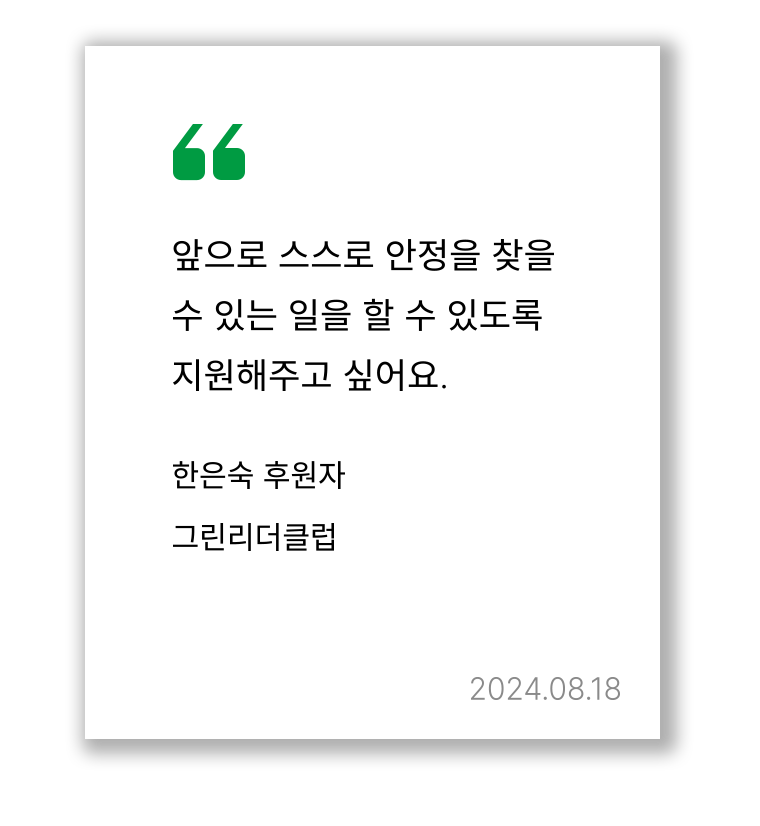 앞으로 스스로 안정을 찾을
수 있는 일을 할 수 있도록
지원해주고 싶어요.
한은숙 후원자
그린리더클럽
2024.08.18